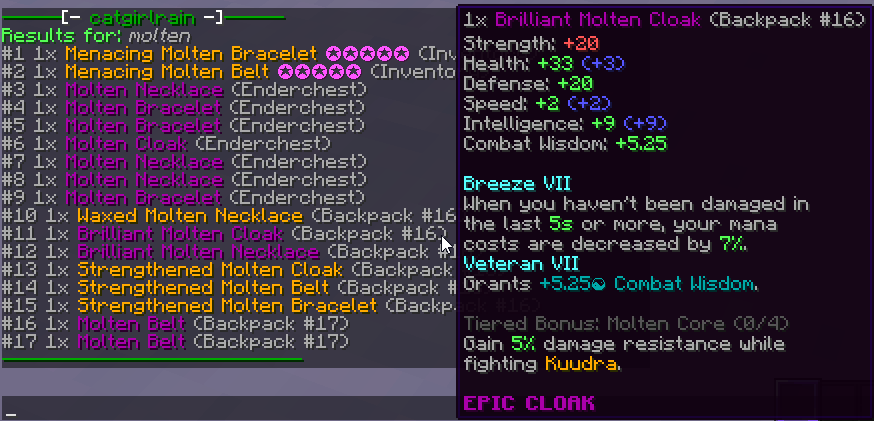 [- catgirlrain -]
Results for: molten
#1 1x Menacing Molten Bracelet ✪✪✪✪✪ (Inv
#2 1x Menacing Molten Belt ✪✪✪✪✪ (Invento
#3 1x Molten Necklace (Enderchest)
#4 1x Molten Bracelet (Enderchest)
#5 1x Molten Bracelet (Enderchest)
#6 1x Molten Cloak (Enderchest)
#7 1x Molten Necklace (Enderchest)
#8 1x Molten Necklace (Enderchest)
#9 1x Molten Bracelet (Enderchest)
#10 1x Waxed Molten Necklace (Backpack #16
#11 1x Brilliant Molten Cloak (Backpack #16)
#12 1x Brilliant Molten Necklace (Backpack #1
#13 1x Strengthened Molten Cloak (Backpack
#14 1x Strengthened Molten Belt (Backpack
#15 1x Strengthened Molten Bracelet (Backp
#16 1x Molten Belt (Backpack #17)
#17 1x Molten Belt (Backpack #17)
_
1x Brilliant Molten Cloak (Backpack #16)
Strength: +20
Health: +33 (+3)
Defense: +20
Speed: +2 (+2)
Intelligence: +9 (+9)
Combat Wisdom: +5.25
Breeze VII
When you haven't been damaged in
the last 5s or more, your mana
costs are decreased by 7%.
Veteran VII
Grants +5.25☯ Combat Wisdom.
Tiered Bonus: Molten Core (0/4)
Gain 5% damage resistance while
fighting Kuudra.
EPIC CLOAK